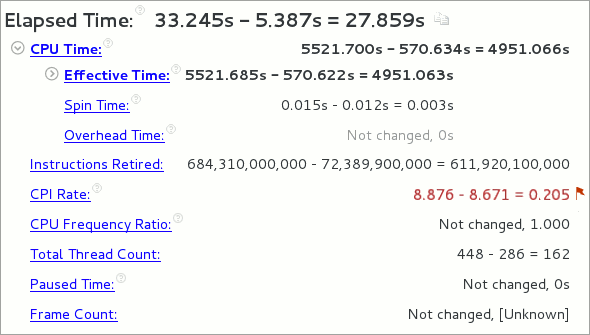 Elapsed Time: 33.245s - 5.387s = 27.859s
CPU Time: 5521.700s - 570.634s = 4951.066s
Effective Time: 5521.685s - 570.622s = 4951.063s
Spin Time: 0.015s - 0.012s = 0.003s
Overhead Time: Not changed, 0s
Instructions Retired: 684,310,000,000 - 72,389,900,000 = 611,920,100,000
CPI Rate: 8.876 - 8.671 = 0.205
CPU Frequency Ratio: Not changed, 1.000
Total Thread Count: 448 - 286 = 162
Paused Time: Not changed, 0s
Frame Count: Not changed, [Unknown]